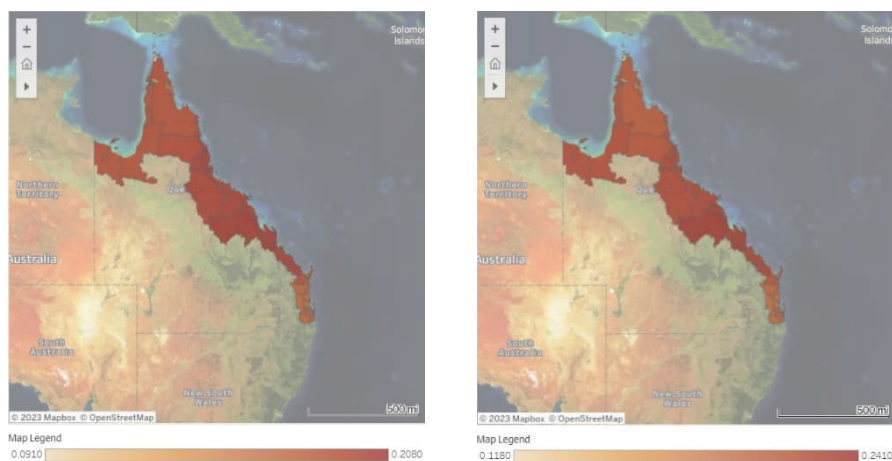 Solomon
Islands
Northern
Territory
Que
Australia
South
Australia
New South
Wales
500 mi
© 2023 Mapbox © OpenStreetMap
Map Legend
0.0910
0.2080
Solomo
Islands
Northern
Territory
Que
Australia
South
Australia
New South
Wales
500 mi
© 2023 Mapbox © OpenStreetMap
Map Legend
0.1180
0.2410